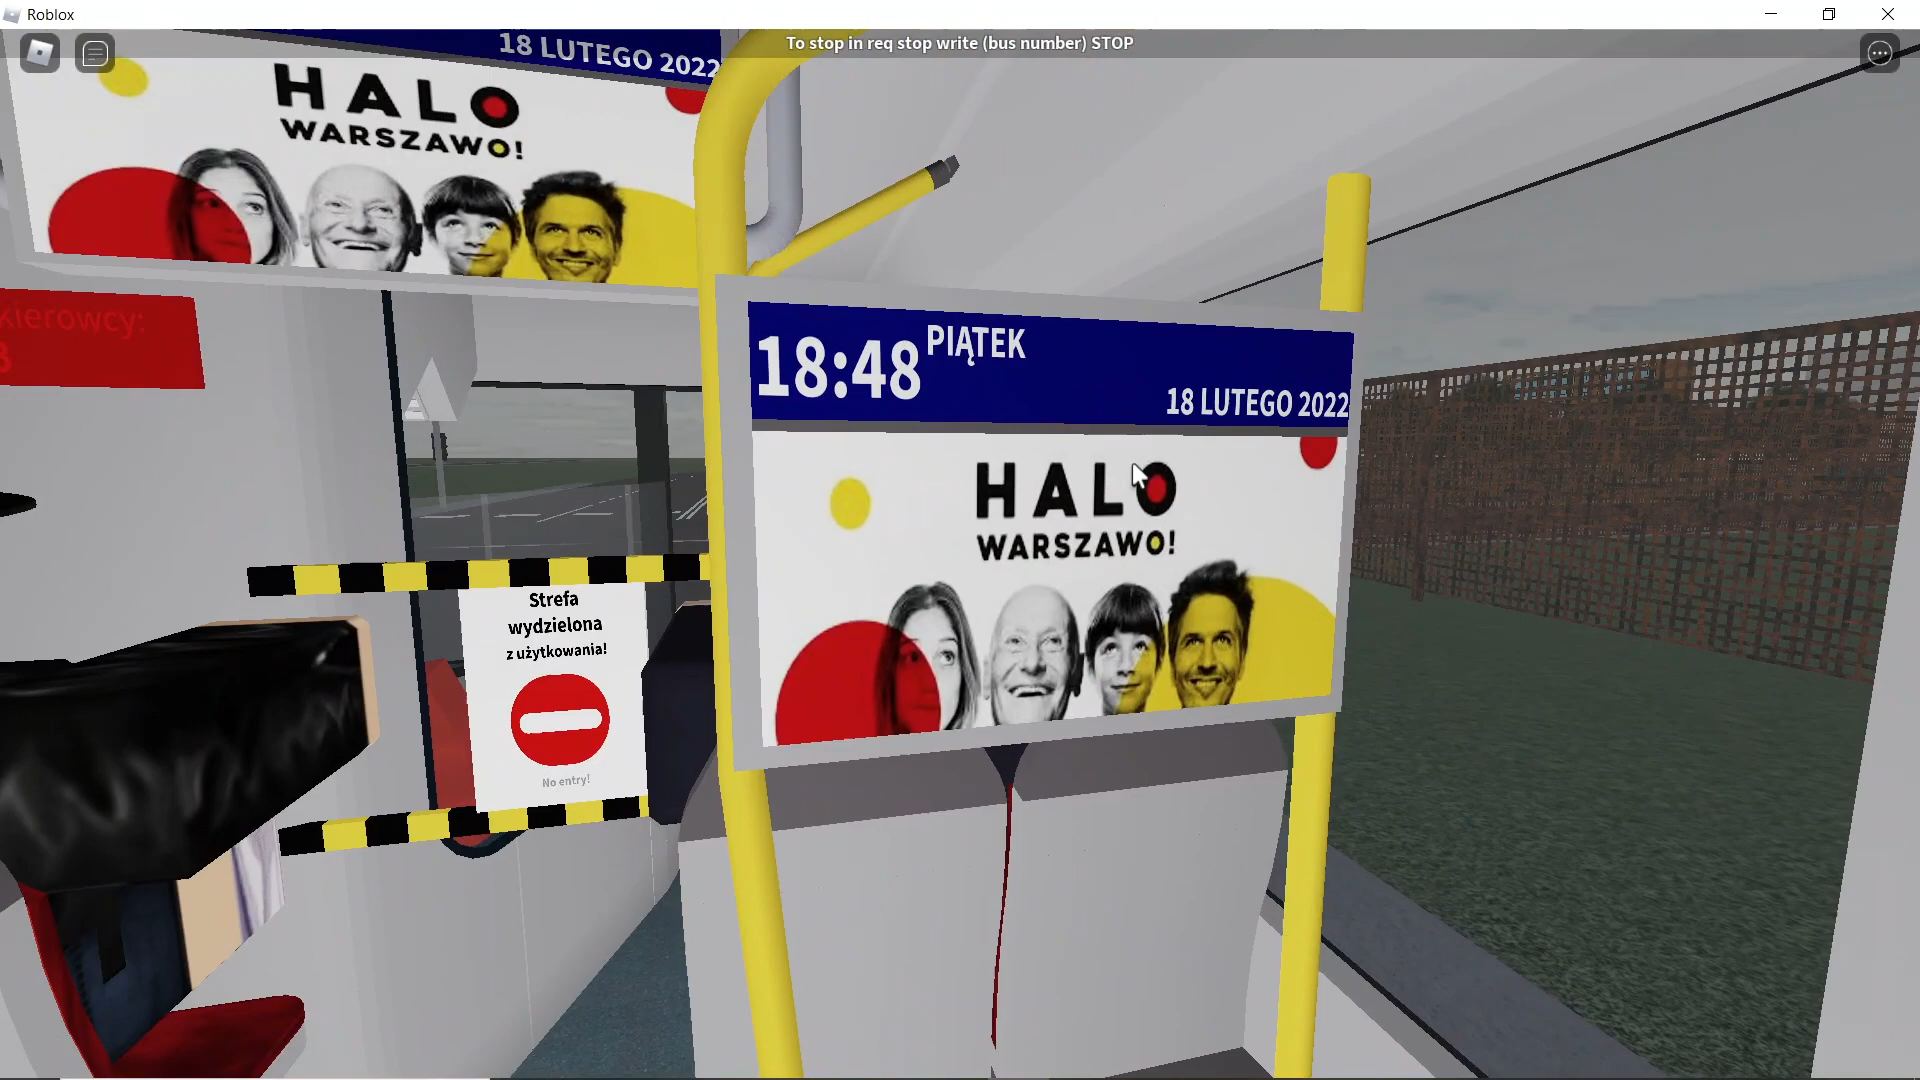 Roblox
To stop in req stop write (bus number) STOP
18 LUTEGO 2022
HALO
WARSZAWO!
kierowcy:
18:48 PIĄTEK
18 LUTEGO 2022
HALO
WARSZAWO!
Strefa
wydzielona
z użytkowania!
No entry!